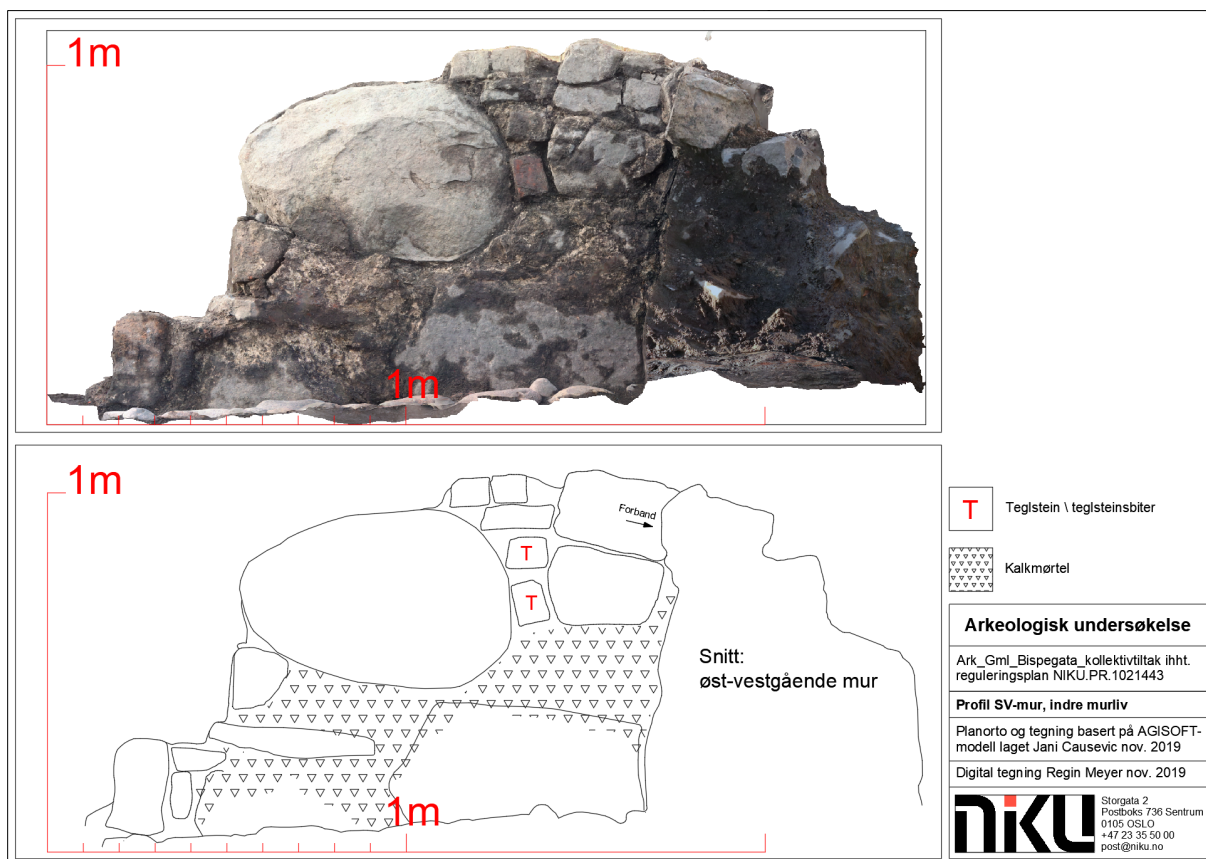 1m
1m
1m
Forband
T
T
Snitt:
øst-vestgående mur
1m
T
Teglstein \ teglsteinsbiter
Kalkmørtel
Arkeologisk undersøkelse
Ark_Gml_Bispegata_kollektivtiltak ihht.
reguleringsplan NIKU.PR.1021443
Profil SV-mur, indre murliv
Planorto og tegning basert på AGISOFT-
modell laget Jani Causevic nov. 2019
Digital tegning Regin Meyer nov. 2019
NIKU
Storgata 2
Postboks 736 Sentrum
0105 OSLO
+47 23 35 50 00
post@niku.no